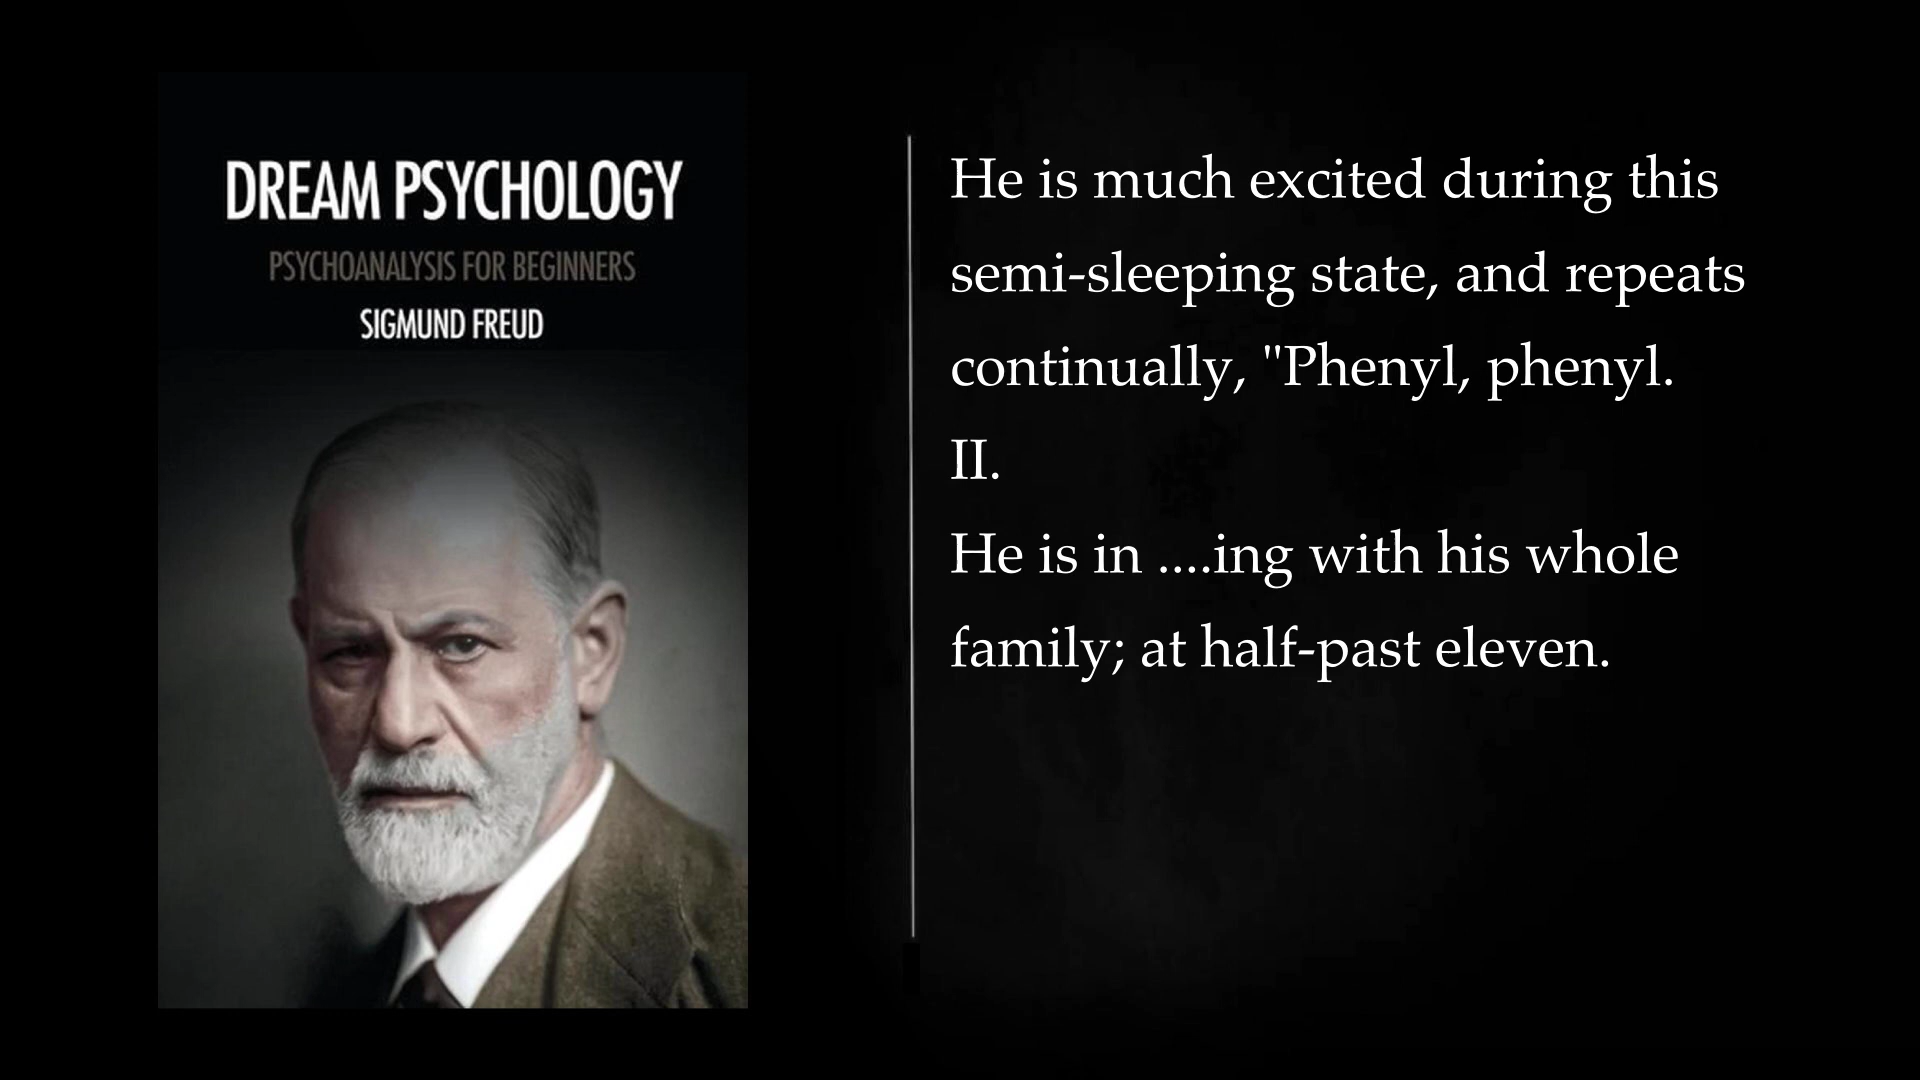 DREAM PSYCHOLOGY
PSYCHOANALYSIS FOR BEGINNERS
SIGMUND FREUD
He is much excited during this
semi-sleeping state, and repeats
continually, "Phenyl, phenyl.
II.
He is in ....ing with his whole
family; at half-past eleven.